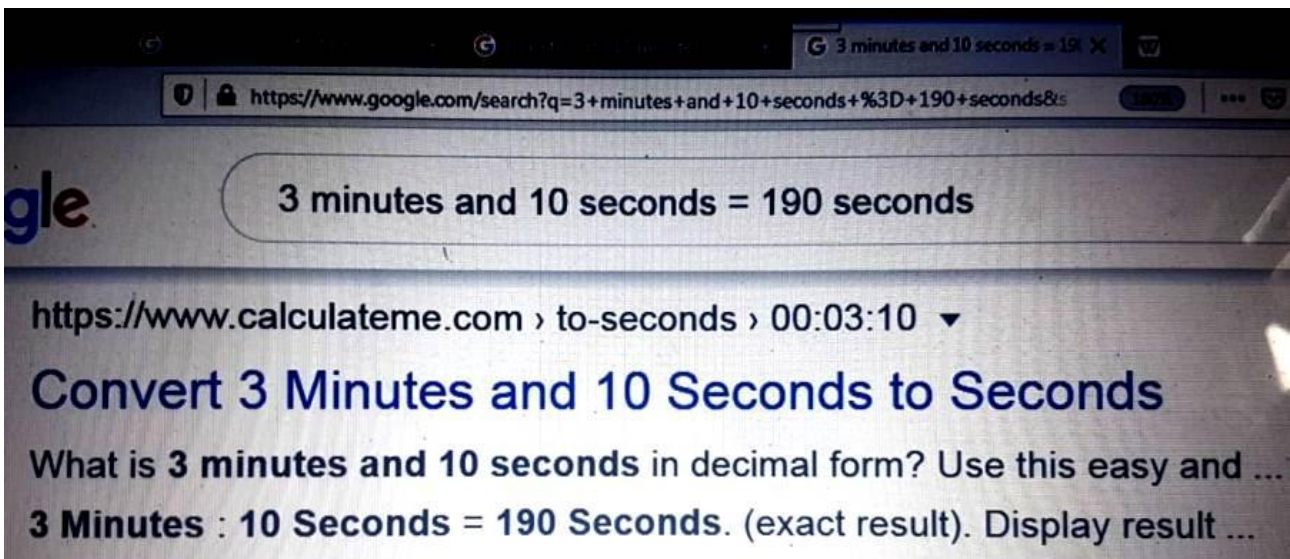 G 3 minutes and 10 seconds = 190
https://www.google.com/search?q=3+minutes+and+10+seconds+%3D+190+seconds&s
gle
3 minutes and 10 seconds = 190 seconds
https://www.calculateme.com › to-seconds › 00:03:10
Convert 3 Minutes and 10 Seconds to Seconds
What is 3 minutes and 10 seconds in decimal form? Use this easy and ...
3 Minutes : 10 Seconds = 190 Seconds. (exact result). Display result ...